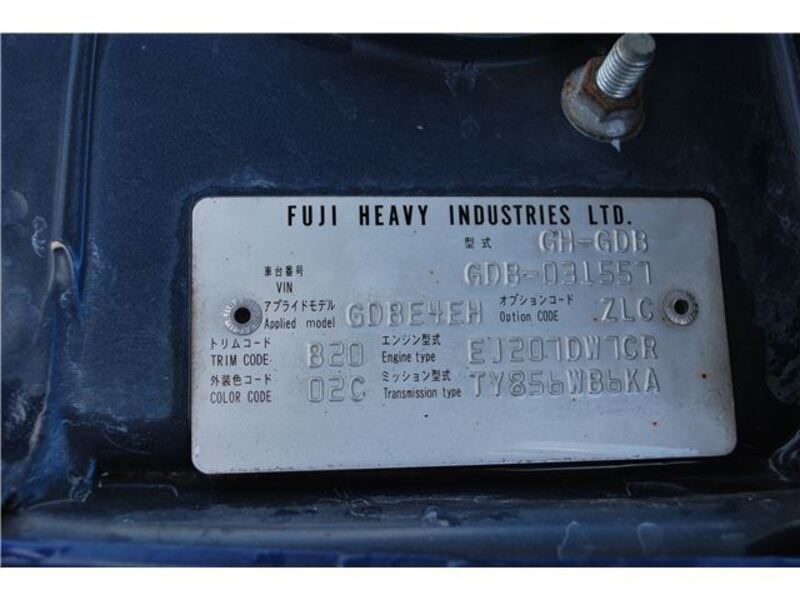 FUJI HEAVY INDUSTRIES LTD.
型式 GH-GDB
車台番号 VIN GDB-031557
アプライドモデル Applied model GDBE4EH オプションコード Option CODE ZLC
トリムコード TRIM CODE B20 エンジン型式 Engine type EJ207DW7CR
外装色コード COLOR CODE 02C ミッション型式 Transmission type TY856WB6KA